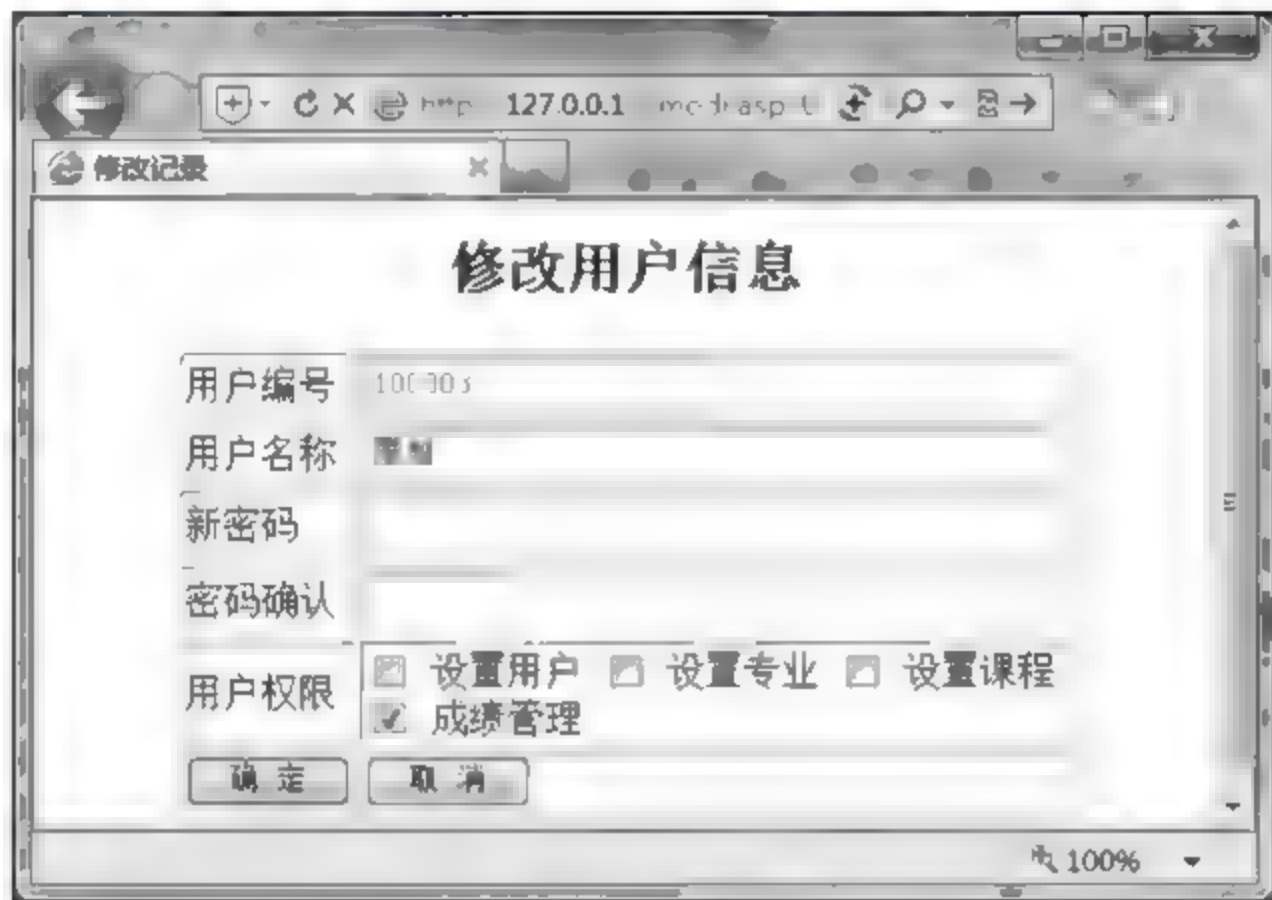 127.0.0.1
修改记录
修改用户信息
用户编号
用户名称
新密码
密码确认
用户权限 设置用户 设置专业 设置课程
成绩管理
确 定 取 消
100%